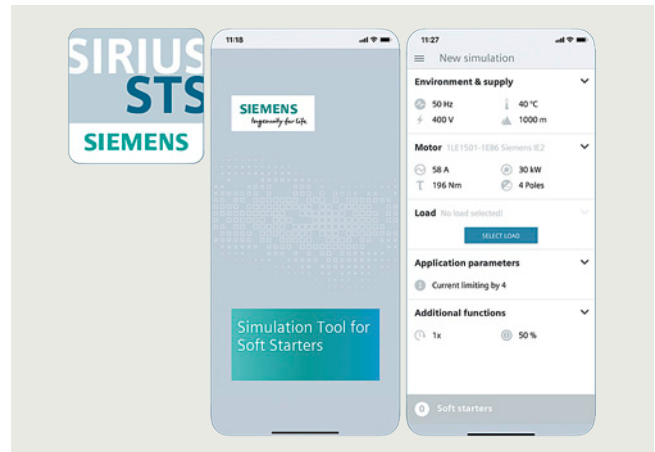 SIRIUS
STS
SIEMENS
11:18
SIEMENS
Ingenuity for life
Simulation Tool for
Soft Starters
11:27
New simulation
Environment & supply
50 Hz 40 °C
400 V 1000 m
Motor 1LE1501-1EB6 Siemens IE2
58 A 30 kW
196 Nm 4 Poles
Load No load selected!
SELECT LOAD
Application parameters
Current limiting by 4
Additional functions
1x 50 %
0 Soft starters